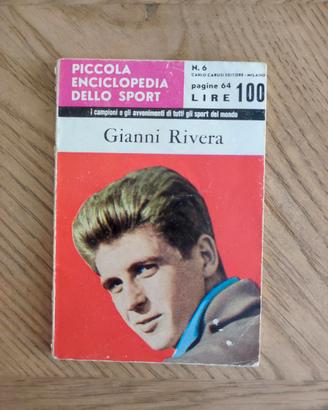 PICCOLA
ENCICLOPEDIA
DELLO SPORT
N. 6
CARLO CARUSI EDITORE - MILANO
pagine 64
LIRE 100
i campioni e gli avvenimenti di tutti gli sport del mondo
Gianni Rivera